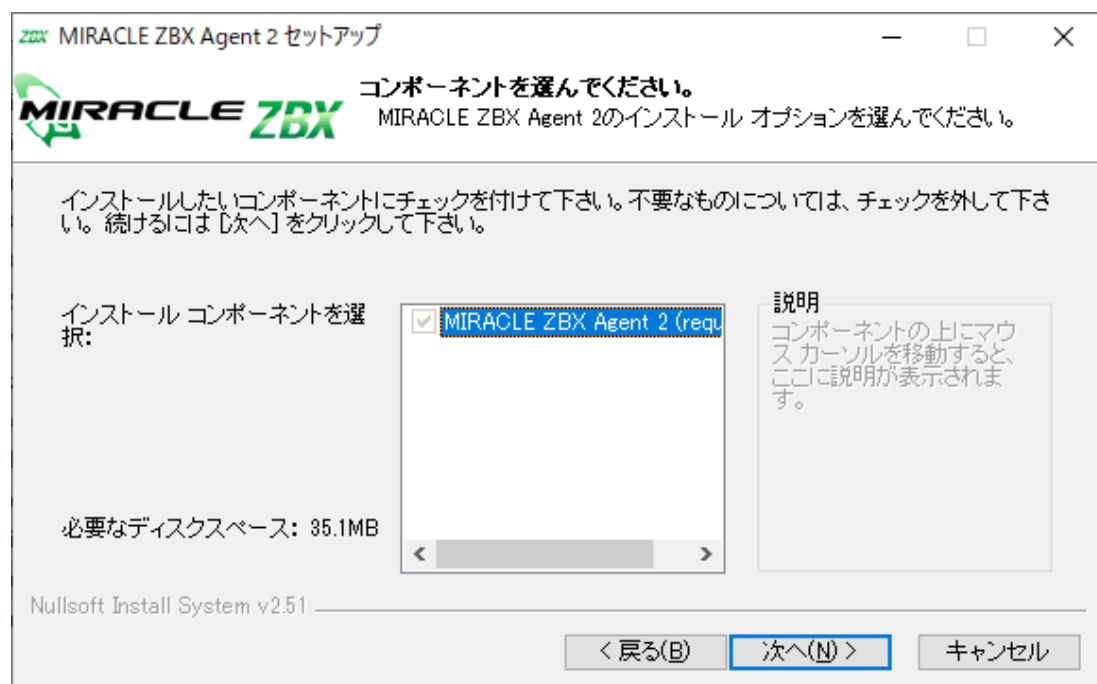 ZBX MIRACLE ZBX Agent 2 セットアップ
MIRACLE ZBX
コンポーネントを選んでください。
MIRACLE ZBX Agent 2のインストール オプションを選んでください。
インストールしたいコンポーネントにチェックを付けて下さい。不要なものについては、チェックを外して下さ
い。 続けるには [次へ] をクリックして下さい。
インストール コンポーネントを選
択:
MIRACLE ZBX Agent 2 (requ
説明
コンポーネントの上にマウ
ス カーソルを移動すると、
ここに説明が表示されま
す。
必要なディスクスペース: 35.1MB
Nullsoft Install System v2.51
< 戻る(B)
次へ(N) >
キャンセル